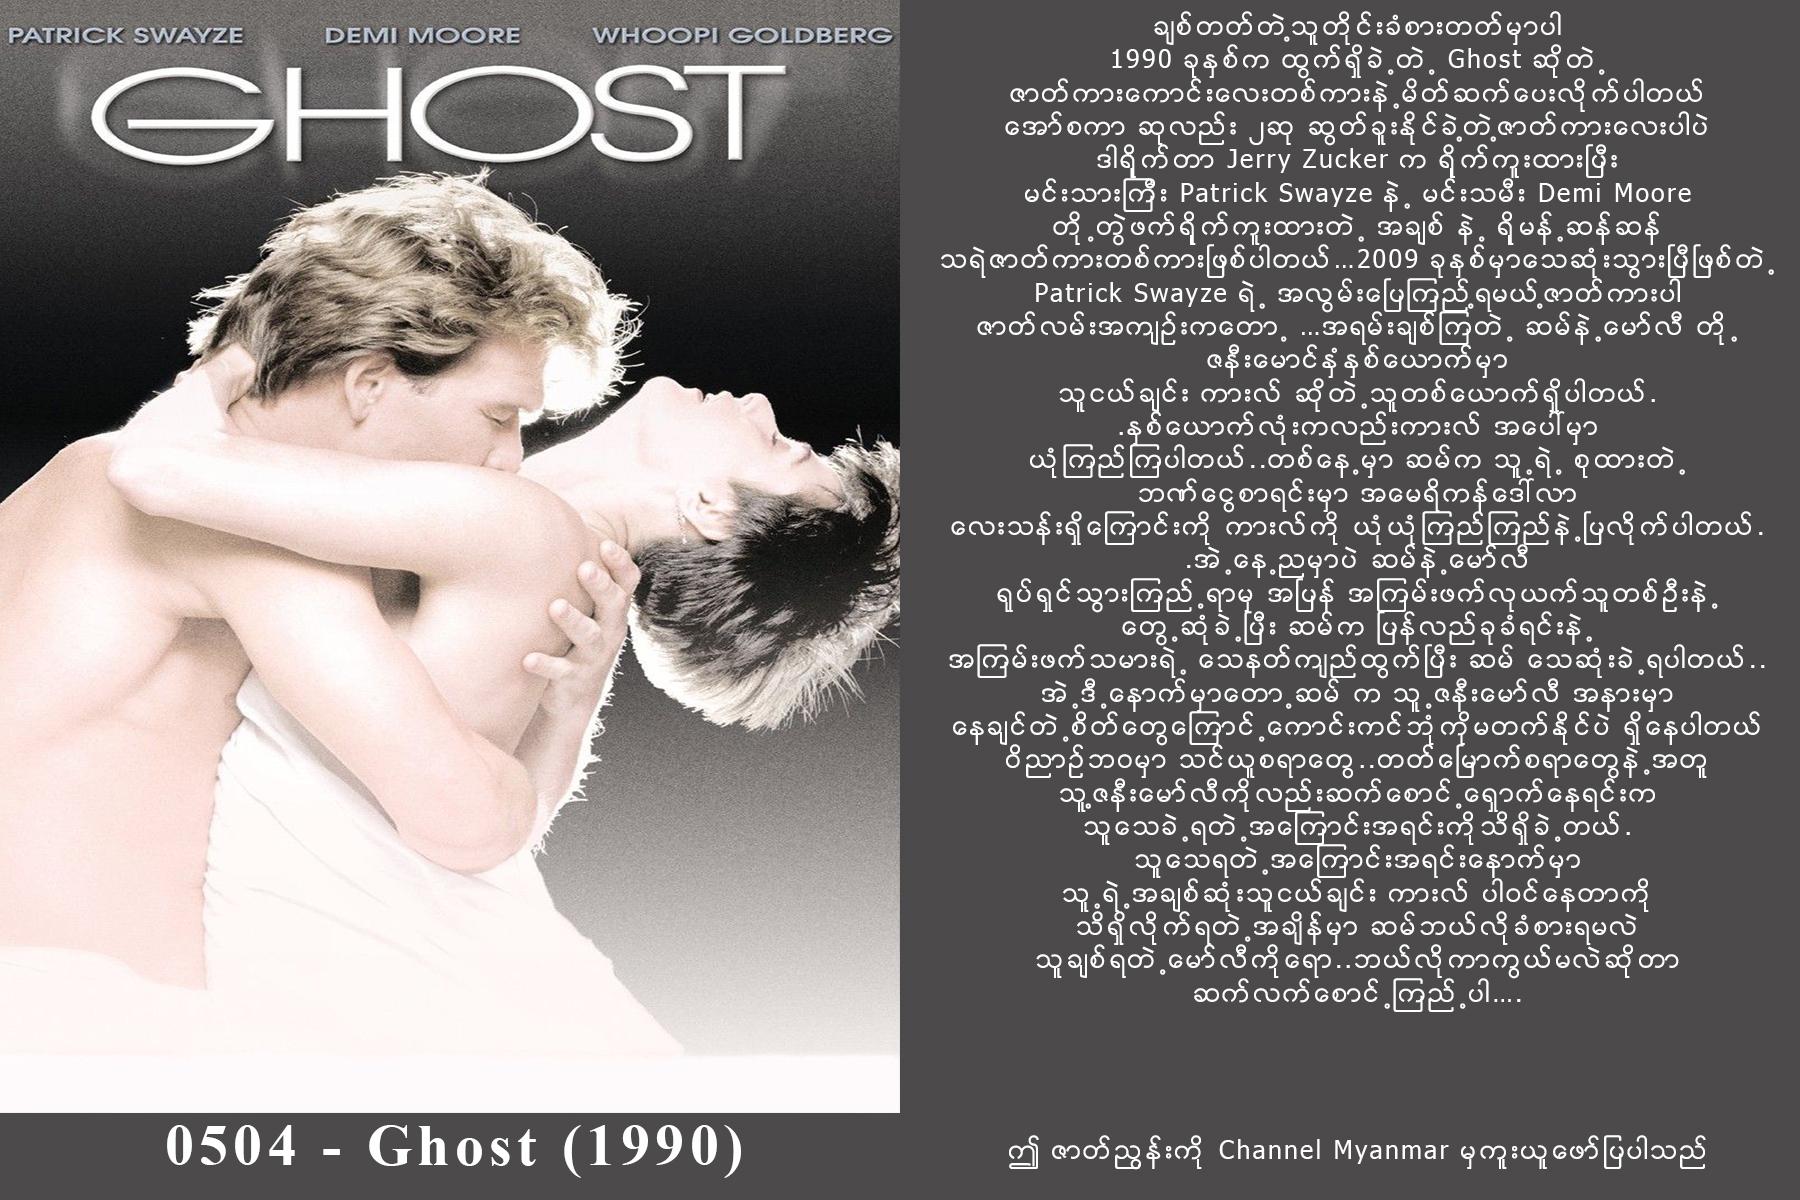 PATRICK SWAYZE DEMI MOORE WHOOPI GOLDBERG
GHOST
0504 - Ghost (1990)
ချစ်တတ်တဲ့သူတိုင်းခံစားတတ်မှာပါ
1990 ခုနှစ်က ထွက်ရှိခဲ့တဲ့ Ghost ဆိုတဲ့
ဇာတ်ကားကောင်းလေးတစ်ကားနဲ့မိတ်ဆက်ပေးလိုက်ပါတယ်
အော်စကာ ဆုလည်း ၂ဆု ဆွတ်ခူးနိုင်ခဲ့တဲ့ဇာတ်ကားလေးပါပဲ
ဒါရိုက်တာ Jerry Zucker က ရိုက်ကူးထားပြီး
မင်းသားကြီး Patrick Swayze နဲ့ မင်းသမီး Demi Moore
တို့တွဲဖက်ရိုက်ကူးထားတဲ့ အချစ် နဲ့ ရိုမန့်ဆန်ဆန်
သရဲဇာတ်ကားတစ်ကားဖြစ်ပါတယ်...2009 ခုနှစ်မှာသေဆုံးသွားပြီဖြစ်တဲ့
Patrick Swayze ရဲ့ အလွမ်းပြေကြည့်ရမယ့်ဇာတ်ကားပါ
ဇာတ်လမ်းအကျဉ်းကတော့ ...အရမ်းချစ်ကြတဲ့ ဆမ်နဲ့မော်လီ တို့
ဇနီးမောင်နှံနှစ်ယောက်မှာ
သူငယ်ချင်း ကားလ် ဆိုတဲ့သူတစ်ယောက်ရှိပါတယ်.
.နှစ်ယောက်လုံးကလည်းကားလ် အပေါ်မှာ
ယုံကြည်ကြပါတယ်..တစ်နေ့မှာ ဆမ်က သူ့ရဲ့ စုထားတဲ့
ဘဏ်ငွေစာရင်းမှာ အမေရိကန်ဒေါ်လာ
လေးသန်းရှိကြောင်းကို ကားလ်ကို ယုံယုံကြည်ကြည်နဲ့ပြလိုက်ပါတယ်.
.အဲ့နေ့ညမှာပဲ ဆမ်နဲ့မော်လီ
ရုပ်ရှင်သွားကြည့်ရာမှ အပြန် အကြမ်းဖက်လုယက်သူတစ်ဦးနဲ့
တွေ့ဆုံခဲ့ပြီး ဆမ်က ပြန်လည်ခုခံရင်းနဲ့
အကြမ်းဖက်သမားရဲ့ သေနတ်ကျည်ထွက်ပြီး ဆမ် သေဆုံးခဲ့ရပါတယ်..
အဲ့ဒီ့နောက်မှာတော့ဆမ် က သူ့ဇနီးမော်လီ အနားမှာ
နေချင်တဲ့စိတ်တွေကြောင့်ကောင်းကင်ဘုံကိုမတက်နိုင်ပဲ ရှိနေပါတယ်
ဝိညာဉ်ဘဝမှာ သင်ယူစရာတွေ..တတ်မြောက်စရာတွေနဲ့အတူ
သူ့ဇနီးမော်လီကိုလည်းဆက်စောင့်ရှောက်နေရင်းက
သူသေခဲ့ရတဲ့အကြောင်းအရင်းကိုသိရှိခဲ့တယ်.
သူသေရတဲ့အကြောင်းအရင်းနောက်မှာ
သူ့ရဲ့အချစ်ဆုံးသူငယ်ချင်း ကားလ် ပါဝင်နေတာကို
သိရှိလိုက်ရတဲ့အချိန်မှာ ဆမ်ဘယ်လိုခံစားရမလဲ
သူချစ်ရတဲ့မော်လီကိုရော..ဘယ်လိုကာကွယ်မလဲဆိုတာ
ဆက်လက်စောင့်ကြည့်ပါ....
ဤ ဇာတ်ညွှန်းကို Channel Myanmar မှကူးယူဖော်ပြပါသည်